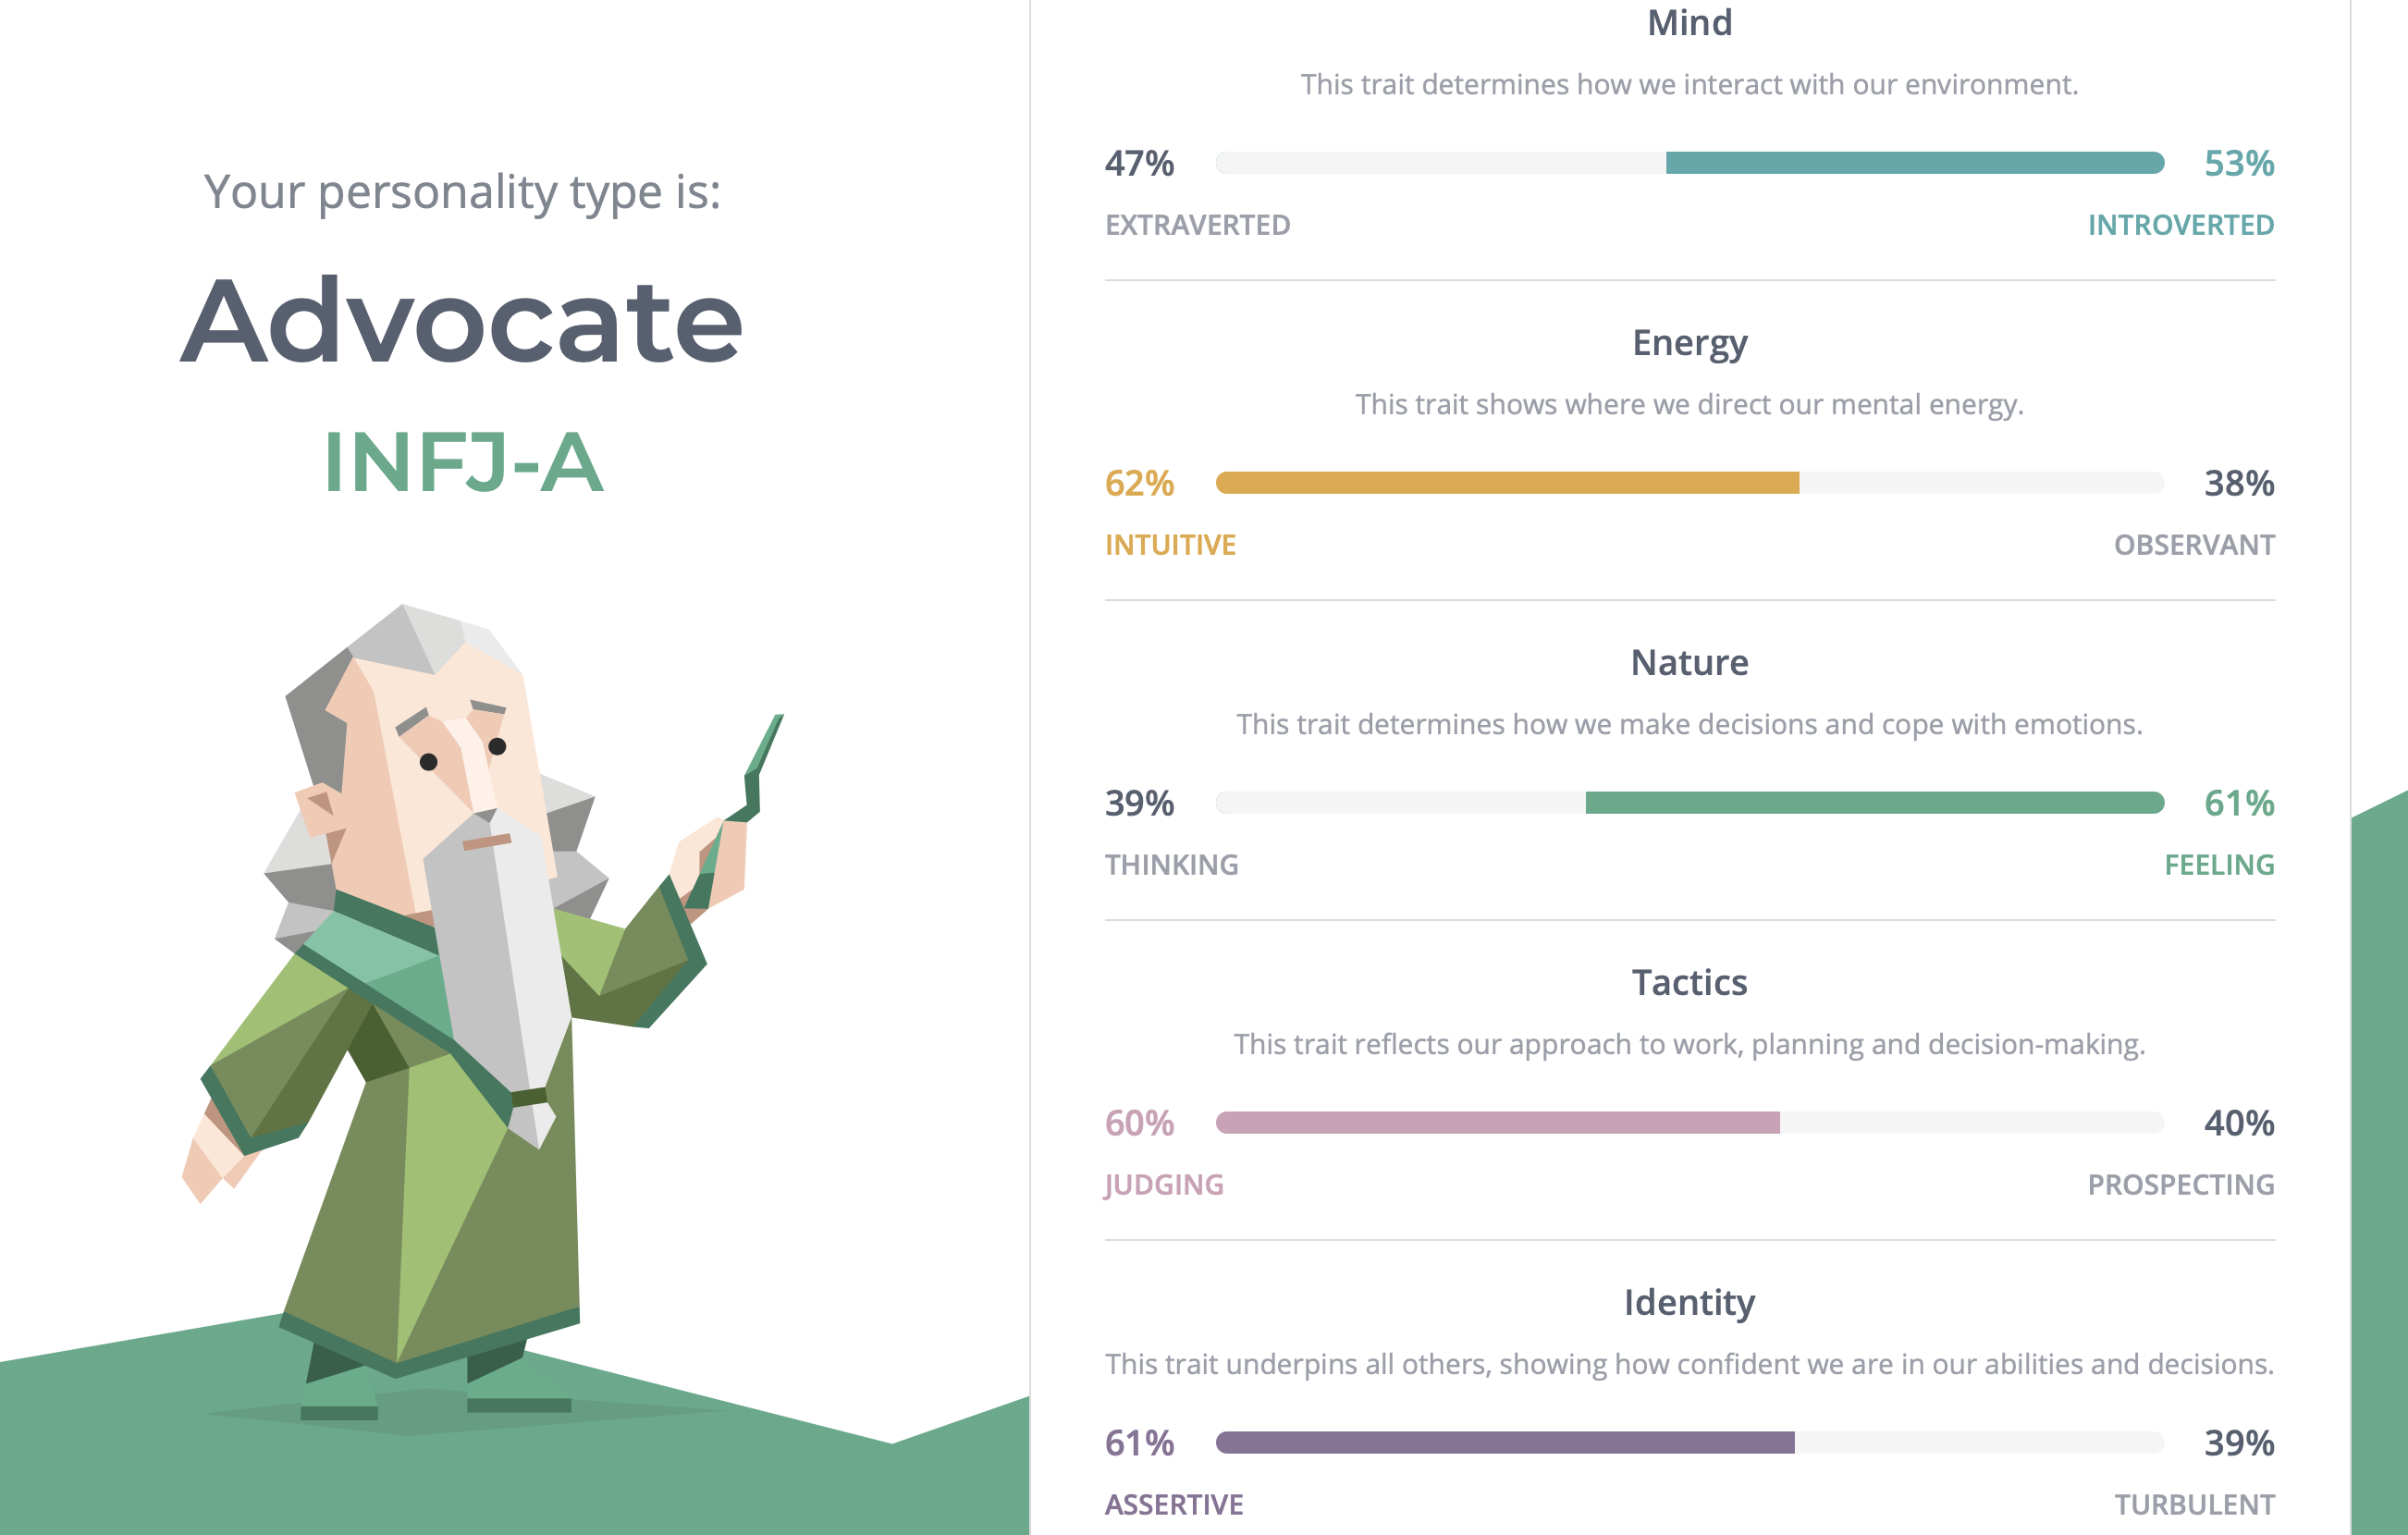 Your personality type is:
Advocate
INFJ-A
Mind
This trait determines how we interact with our environment.
47% 53%
EXTRAVERTED INTROVERTED
Energy
This trait shows where we direct our mental energy.
62% 38%
INTUITIVE OBSERVANT
Nature
This trait determines how we make decisions and cope with emotions.
39% 61%
THINKING FEELING
Tactics
This trait reflects our approach to work, planning and decision-making.
60% 40%
JUDGING PROSPECTING
Identity
This trait underpins all others, showing how confident we are in our abilities and decisions.
61% 39%
ASSERTIVE TURBULENT